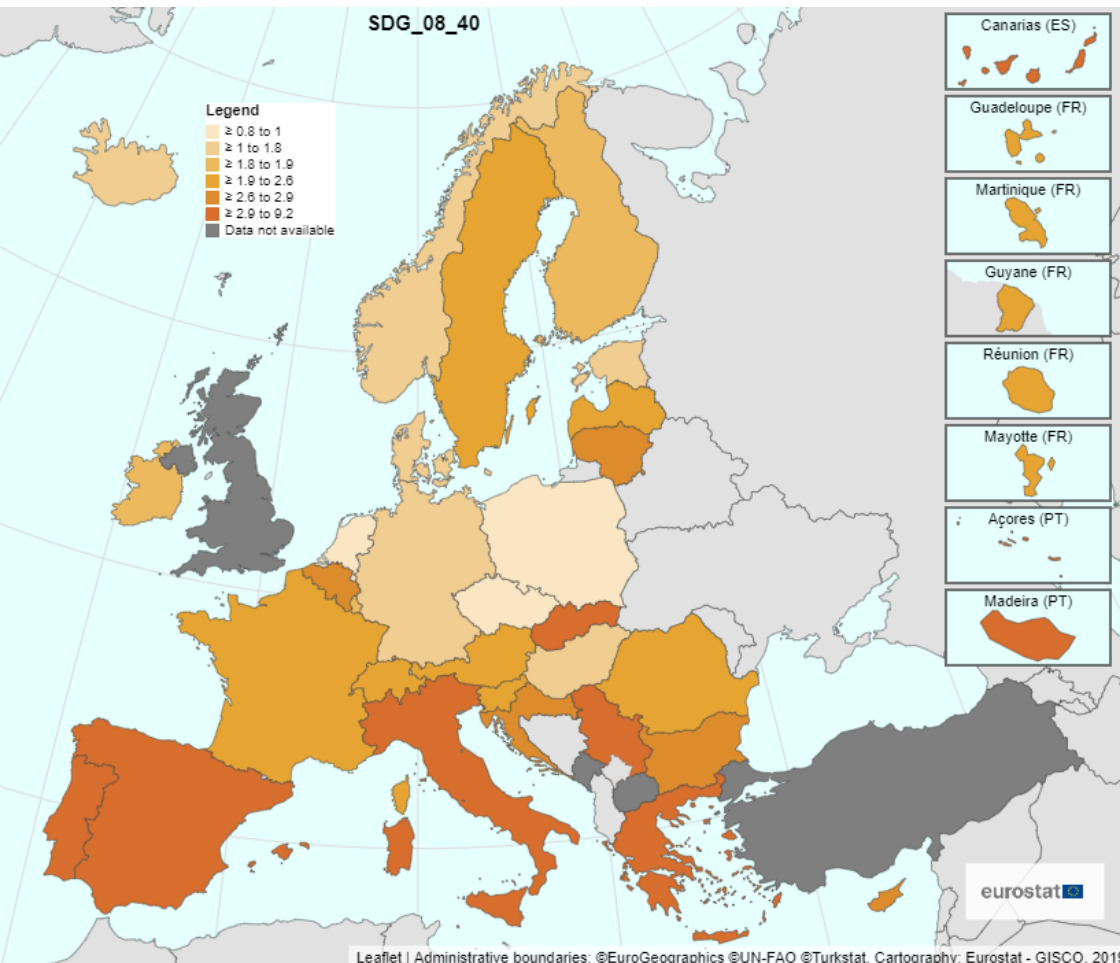 SDG_08_40
Legend
≥ 0.8 to 1
≥ 1 to 1.8
≥ 1.8 to 1.9
≥ 1.9 to 2.6
≥ 2.6 to 2.9
≥ 2.9 to 9.2
Data not available
Canarias (ES)
Guadeloupe (FR)
Martinique (FR)
Guyane (FR)
Réunion (FR)
Mayotte (FR)
Açores (PT)
Madeira (PT)
eurostat
Leaflet | Administrative boundaries: ©EuroGeographics ©UN-FAO ©Turkstat, Cartography: Eurostat - GISCO, 201